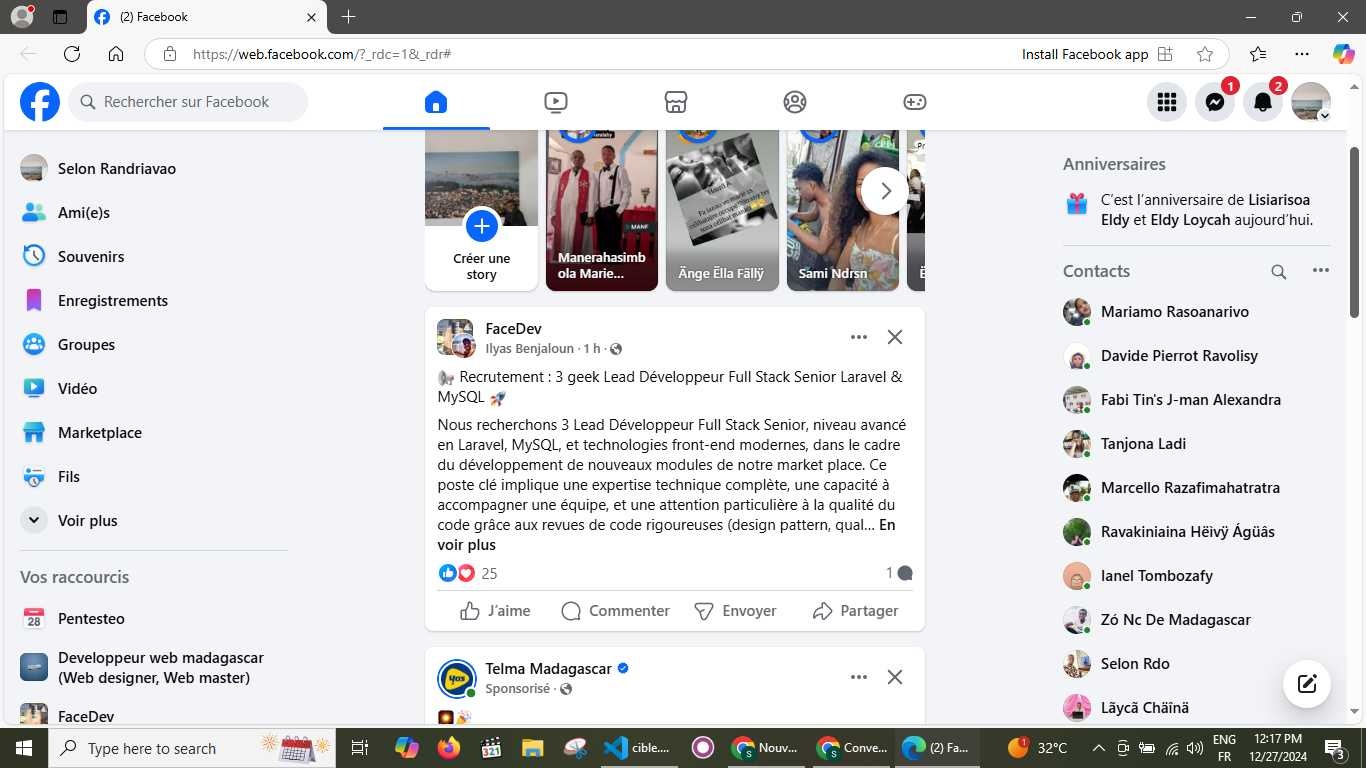 (2) Facebook
https://web.facebook.com/?_rdc=1&_rdr#
Install Facebook app
Rechercher sur Facebook
1
2
Selon Randriavao
Ami(e)s
Souvenirs
Enregistrements
Groupes
Vidéo
Marketplace
Fils
Voir plus
Vos raccourcis
Pentesteo
28
Developpeur web madagascar
(Web designer, Web master)
FaceDev
Créer une
story
MANF
Manerahasimb
ola Marie...
Änge Ëlla Fällÿ
Sami Ndrsn
FaceDev
Ilyas Benjaloun · 1 h ·
Recrutement : 3 geek Lead Développeur Full Stack Senior Laravel &
MySQL
Nous recherchons 3 Lead Développeur Full Stack Senior, niveau avancé
en Laravel, MySQL, et technologies front-end modernes, dans le cadre
du développement de nouveaux modules de notre market place. Ce
poste clé implique une expertise technique complète, une capacité à
accompagner une équipe, et une attention particulière à la qualité du
code grâce aux revues de code rigoureuses (design pattern, qual... En
voir plus
25
1
J'aime
Commenter
Envoyer
Partager
yas
Telma Madagascar
Sponsorisé ·
Anniversaires
C'est l'anniversaire de Lisiarisoa
Eldy et Eldy Loycah aujourd'hui.
Contacts
Mariamo Rasoanarivo
Davide Pierrot Ravolisy
Fabi Tin's J-man Alexandra
Tanjona Ladi
Marcello Razafimahatratra
Ravakiniaina Hëìvÿ Ágüâs
Ianel Tombozafy
Zó Nc De Madagascar
Selon Rdo
Lãycã Chäïnä
Type here to search
321
cible....
Nouv...
Conve...
(2) Fa...
1
32°C
ENG
FR
12:17 PM
12/27/2024
3